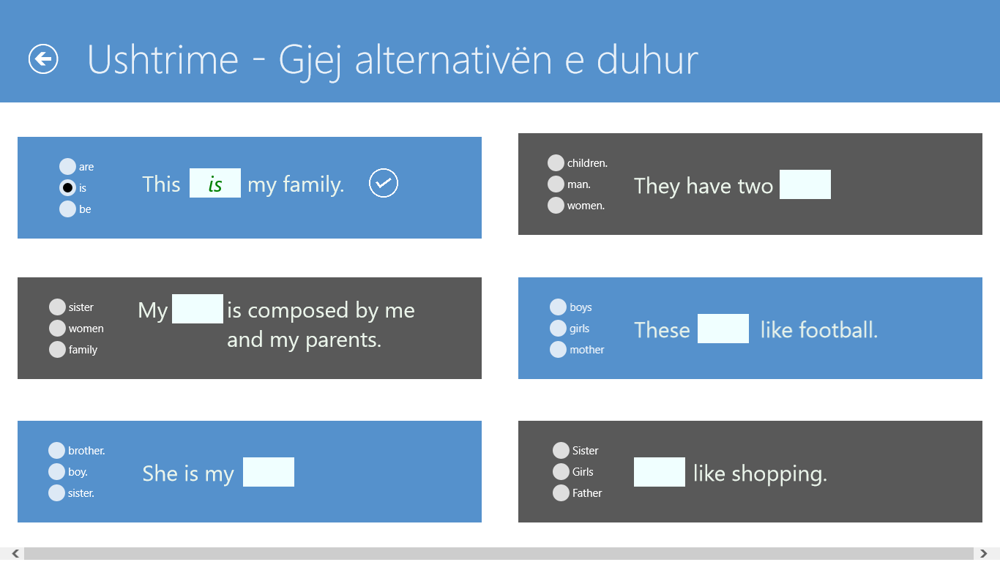 Ushtrime - Gjej alternativën e duhur
are
is
be
This is my family.
children.
man.
women.
They have two
sister
women
family
My is composed by me
and my parents.
boys
girls
mother
These like football.
brother.
boy.
sister.
She is my
Sister
Girls
Father
like shopping.